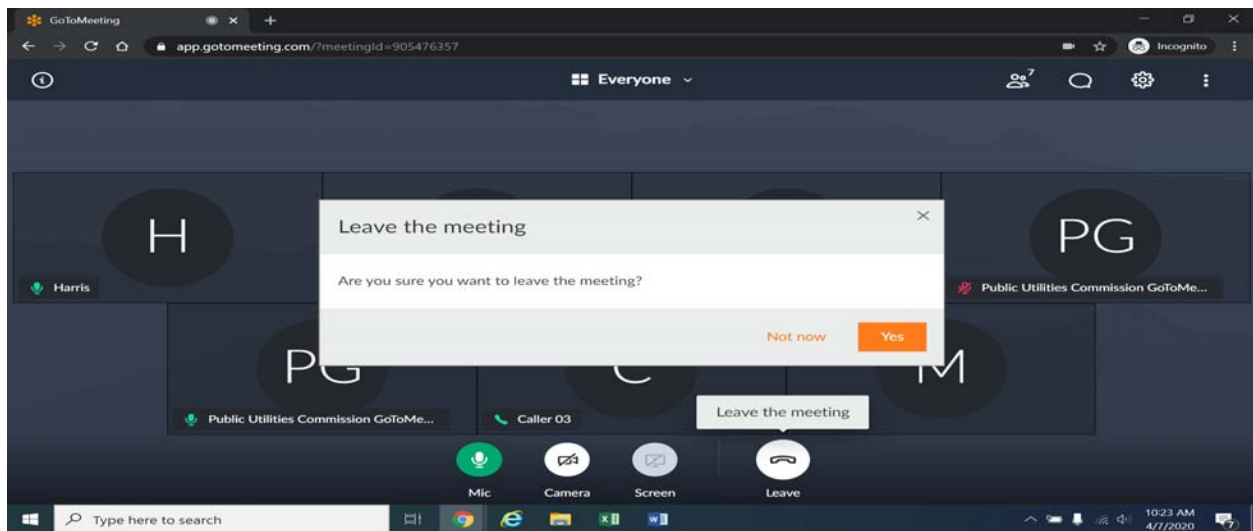 GoToMeeting
app.gotomeeting.com/?meetingId=905476357
Incognito
Everyone
7
H
PG
Harris
Public Utilities Commission GoToMe...
Leave the meeting
Are you sure you want to leave the meeting?
Not now
Yes
PG
C
M
Public Utilities Commission GoToMe...
Caller 03
Leave the meeting
Mic
Camera
Screen
Leave
Type here to search
10:23 AM
4/7/2020